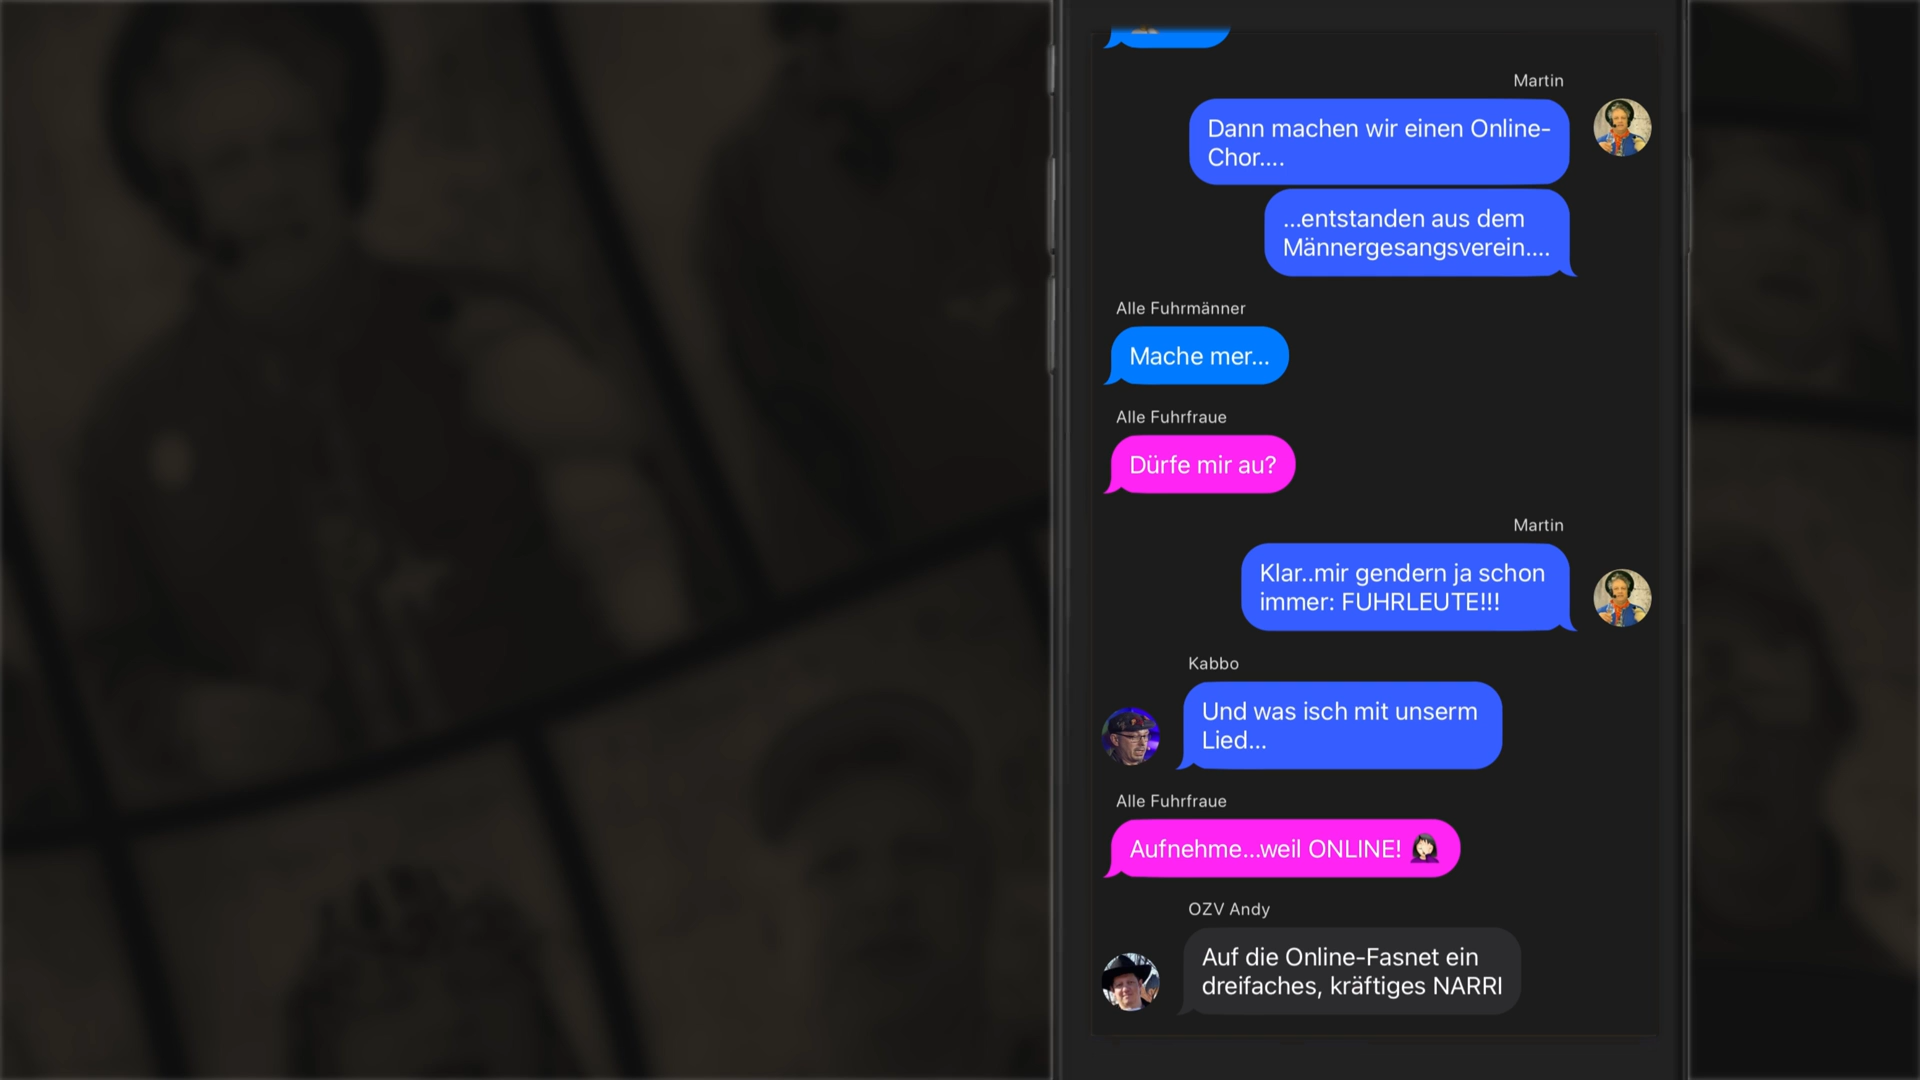 Martin
Dann machen wir einen Online-
Chor....
...entstanden aus dem
Männergesangsverein....
Alle Fuhrmänner
Mache mer...
Alle Fuhrfraue
Dürfe mir au?
Martin
Klar..mir gendern ja schon
immer: FUHRLEUTE!!!
Kabbo
Und was isch mit unserm
Lied...
Alle Fuhrfraue
Aufnehme...weil ONLINE! 🤦🏻‍♀️
OZV Andy
Auf die Online-Fasnet ein
dreifaches, kräftiges NARRI